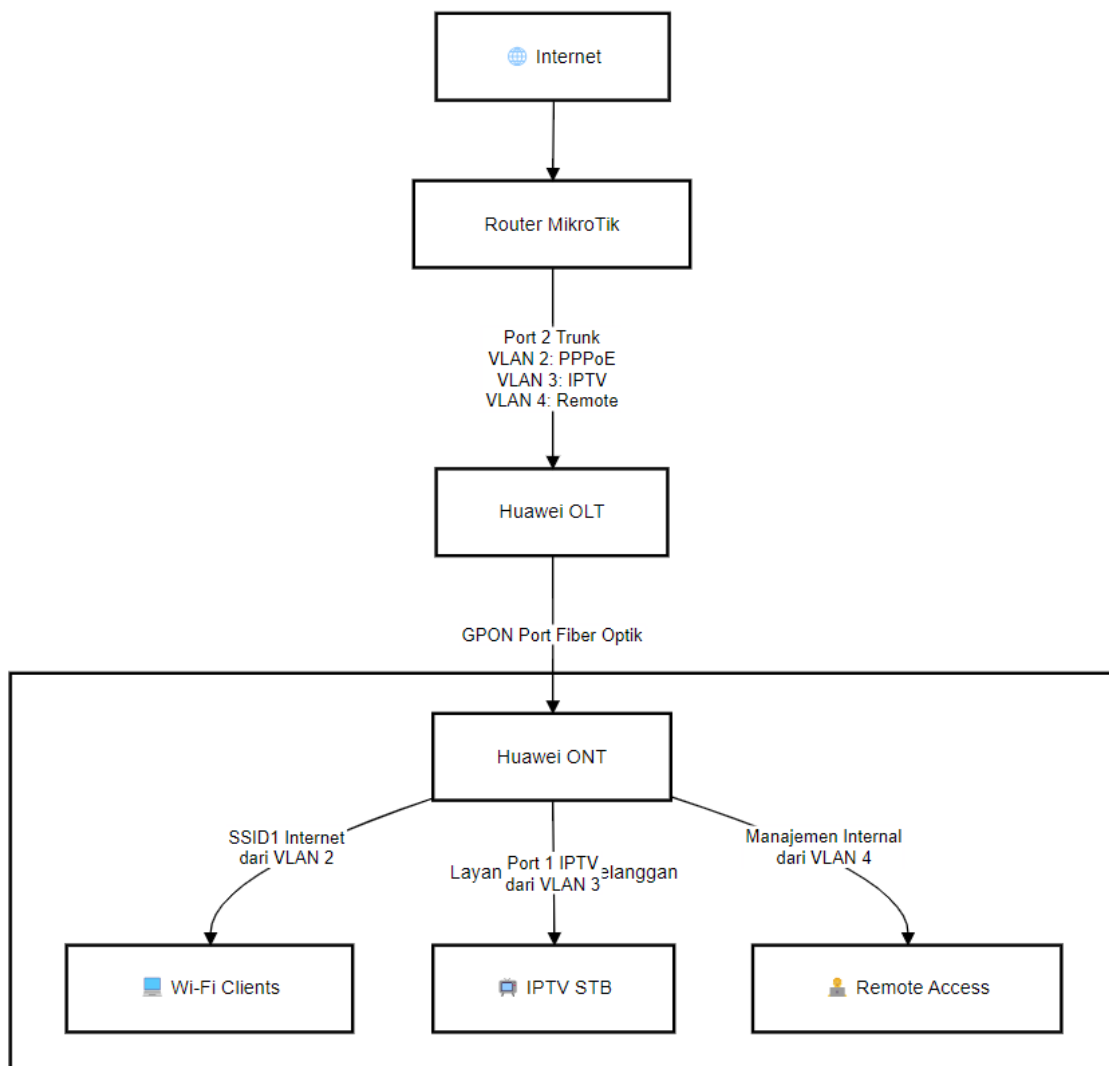 Internet
Router MikroTik
Port 2 Trunk
VLAN 2: PPPoE
VLAN 3: IPTV
VLAN 4: Remote
Huawei OLT
GPON Port Fiber Optik
Huawei ONT
SSID1 Internet
dari VLAN 2
Port 1 IPTV
dari VLAN 3
Manajemen Internal
dari VLAN 4
Wi-Fi Clients
IPTV STB
Remote Access